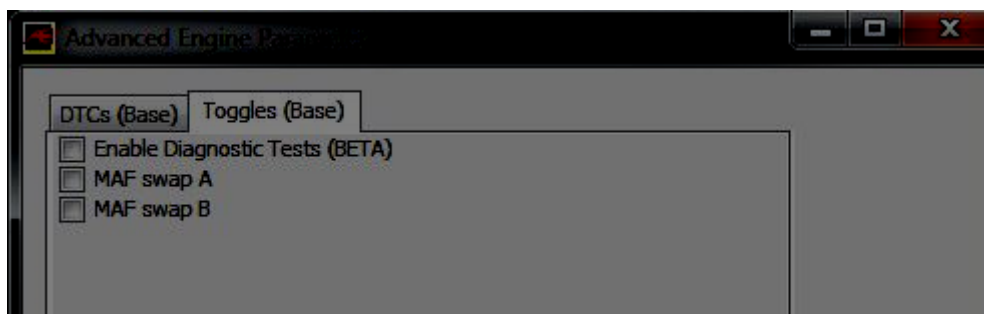 Advanced Engine
DTCs (Base) Toggles (Base)
Enable Diagnostic Tests (BETA)
MAF swap A
MAF swap B